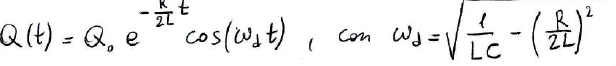 Q(t) = Q₀ e^(-R/2L t) cos(ω_d t) , con ω_d = √(1/LC - (R/2L)²)